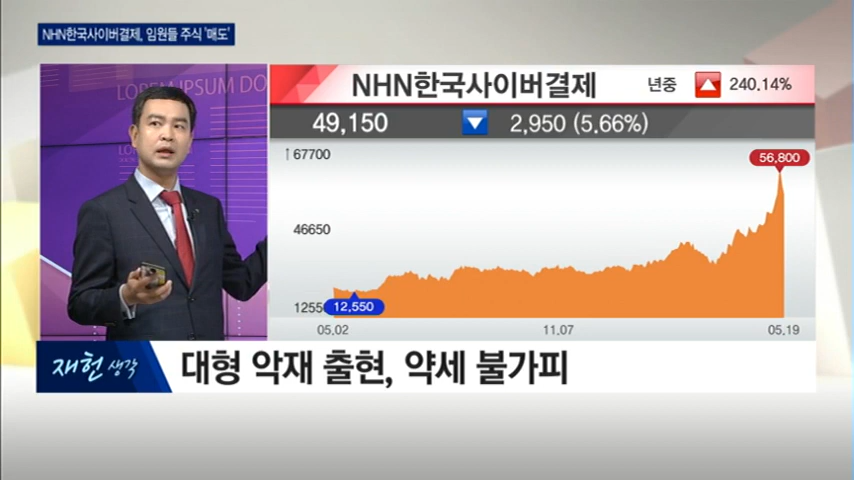 NHN한국사이버결제, 임원들 주식 '매도'
LOREM IPSUM DO
NHN한국사이버결제 년중 ▲ 240.14%
49,150 ▼ 2,950 (5.66%)
↑67700
56,800
46650
12550
12,550
05.02 11.07 05.19
재헌 생각
대형 악재 출현, 약세 불가피